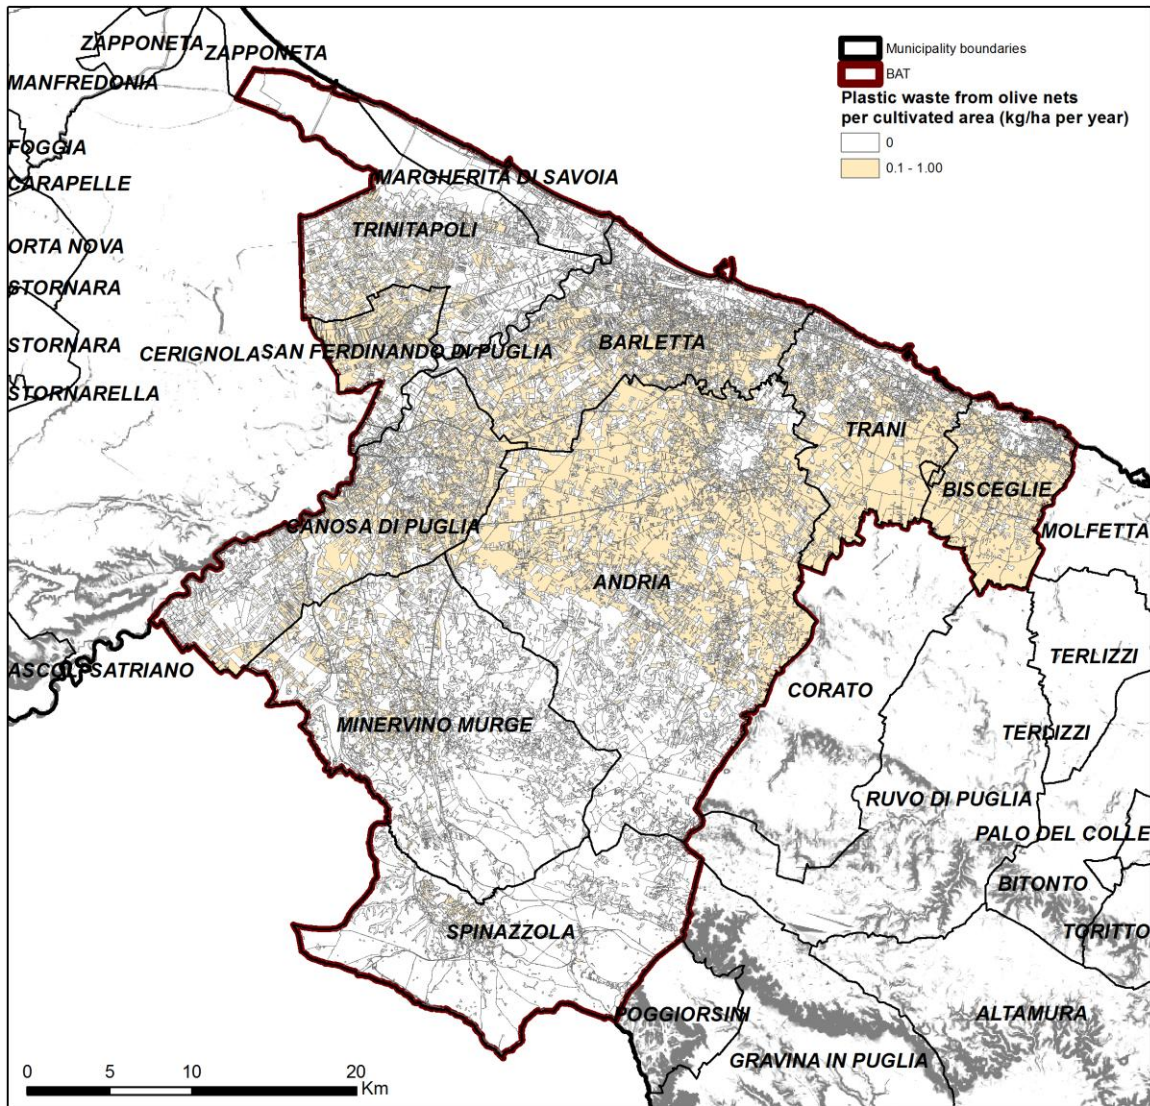 ZAPPONETA
ZAPPONETA
MANFREDONIA
FOGGIA
CARAPELLE
ORTA NOVA
STORNARA
STORNARA
STORNARELLA
CERIGNOLA
SAN FERDINANDO DI PUGLIA
MARGHERITA DI SAVOIA
TRINITAPOLI
BARLETTA
TRANI
BISCEGLIE
MOLFETTA
CANOSA DI PUGLIA
ANDRIA
TERLIZZI
CORATO
MINERVINO MURGE
TERLIZZI
RUVO DI PUGLIA
PALO DEL COLLE
BITONTO
TORITTO
SPINAZZOLA
POGGIORSINI
ALTAMURA
GRAVINA IN PUGLIA
Municipality boundaries
BAT
Plastic waste from olive nets
per cultivated area (kg/ha per year)
0
0.1 - 1.00
0 5 10 20
Km